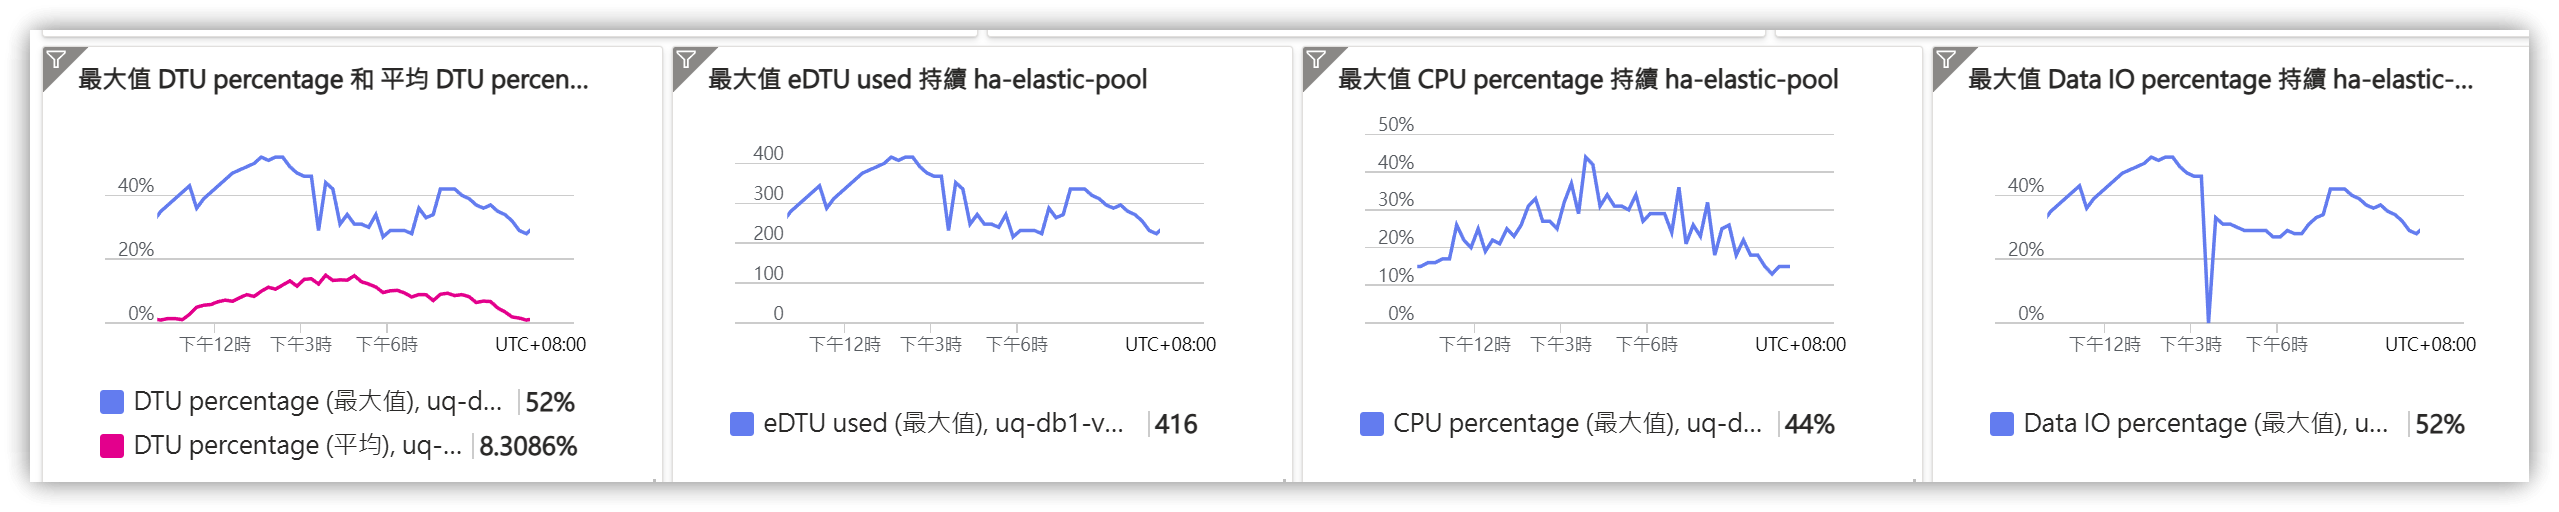 最大值 DTU percentage 和 平均 DTU percen...
40%
20%
0%
下午12時 下午3時 下午6時 UTC+08:00
DTU percentage (最大值), uq-d... 52%
DTU percentage (平均), uq-... 8.3086%
最大值 eDTU used 持續 ha-elastic-pool
400
300
200
100
0
下午12時 下午3時 下午6時 UTC+08:00
eDTU used (最大值), uq-db1-v... 416
最大值 CPU percentage 持續 ha-elastic-pool
50%
40%
30%
20%
10%
0%
下午12時 下午3時 下午6時 UTC+08:00
CPU percentage (最大值), uq-d... 44%
最大值 Data IO percentage 持續 ha-elastic-...
40%
20%
0%
下午12時 下午3時 下午6時 UTC+08:00
Data IO percentage (最大值), u... 52%